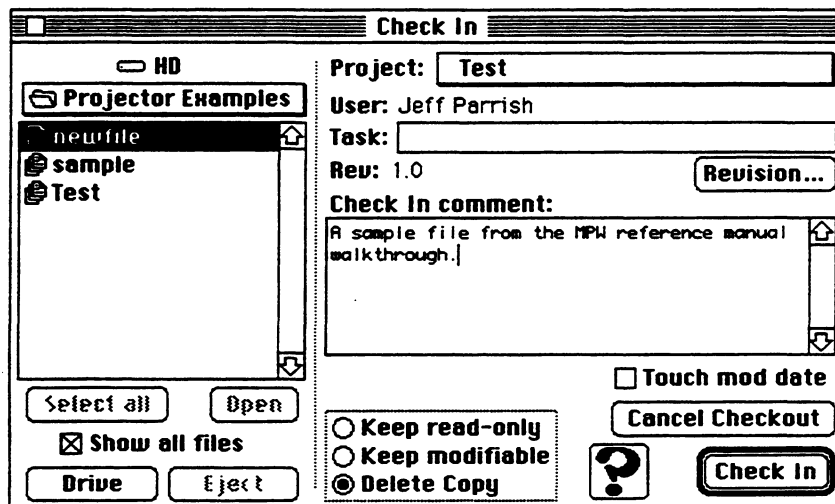 Check In
HD
Projector Examples
newfile
sample
Test
Select all
Open
Show all files
Drive
Eject
Project: Test
User: Jeff Parrish
Task:
Rev: 1.0
Revision...
Check In comment:
A sample file from the MPW reference manual
walkthrough.
Touch mod date
Keep read-only
Keep modifiable
Delete Copy
Cancel Checkout
?
Check In